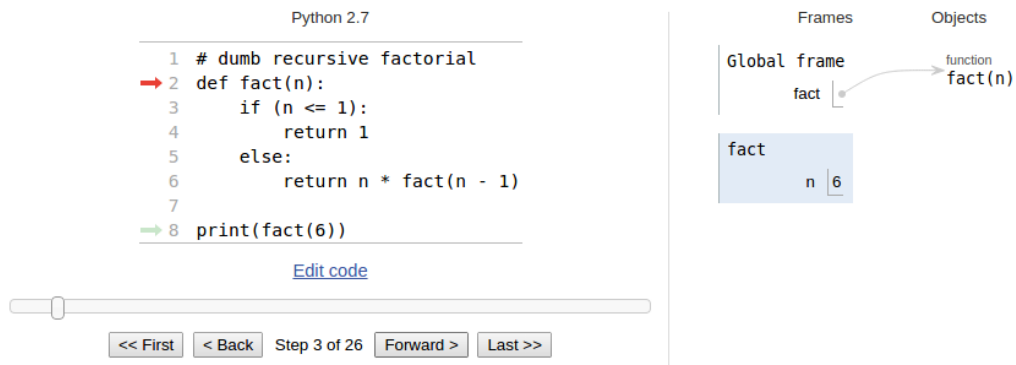 Python 2.7
1 # dumb recursive factorial
2 def fact(n):
3     if (n <= 1):
4         return 1
5     else:
6         return n * fact(n - 1)
7
8 print(fact(6))
Edit code
<< First < Back Step 3 of 26 Forward > Last >>
Frames Objects
Global frame
fact
function
fact(n)
fact
n 6